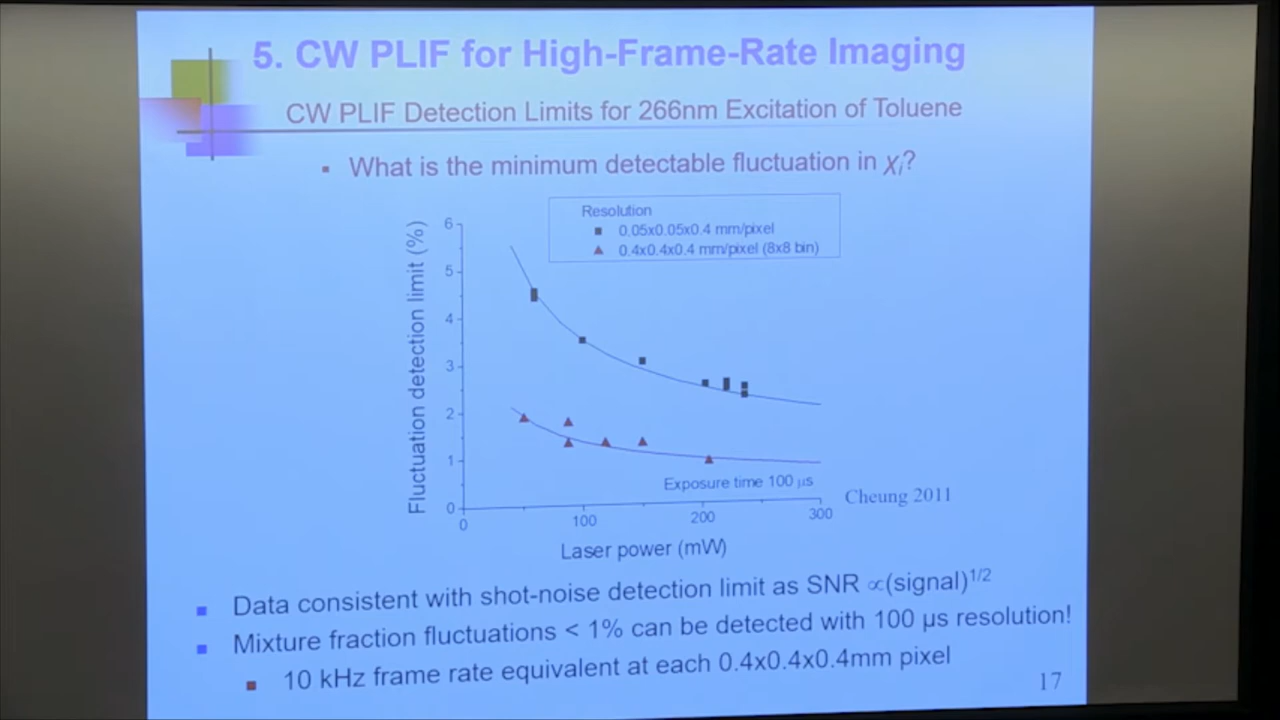 5. CW PLIF for High-Frame-Rate Imaging
CW PLIF Detection Limits for 266nm Excitation of Toluene
▪ What is the minimum detectable fluctuation in χᵢ?
Resolution
0.05x0.05x0.4 mm/pixel
0.4x0.4x0.4 mm/pixel (8x8 bin)
Fluctuation detection limit (%)
6
5
4
3
2
1
0
Exposure time 100 µs
Cheung 2011
0 100 200 300
Laser power (mW)
▪ Data consistent with shot-noise detection limit as SNR ∝(signal)^1/2
▪ Mixture fraction fluctuations < 1% can be detected with 100 µs resolution!
▪ 10 kHz frame rate equivalent at each 0.4x0.4x0.4mm pixel
17